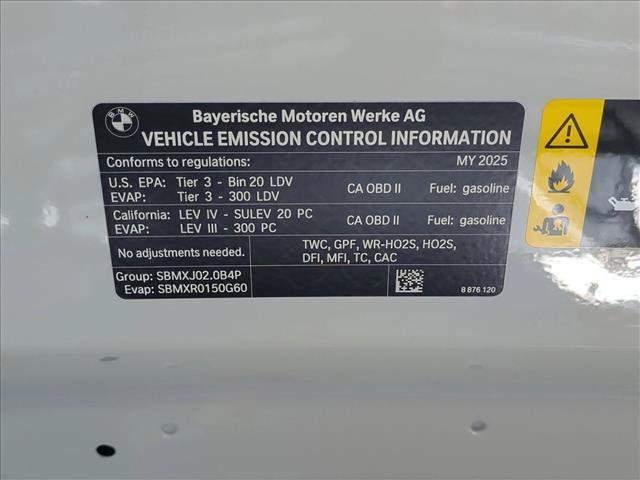 BMW
Bayerische Motoren Werke AG
VEHICLE EMISSION CONTROL INFORMATION
Conforms to regulations: MY 2025
U.S. EPA: Tier 3 - Bin 20 LDV CA OBD II Fuel: gasoline
EVAP: Tier 3 - 300 LDV
California: LEV IV - SULEV 20 PC CA OBD II Fuel: gasoline
EVAP: LEV III - 300 PC
No adjustments needed. TWC, GPF, WR-HO2S, HO2S,
DFI, MFI, TC, CAC
Group: SBMXJ02.0B4P
Evap: SBMXR0150G60
8 876 120